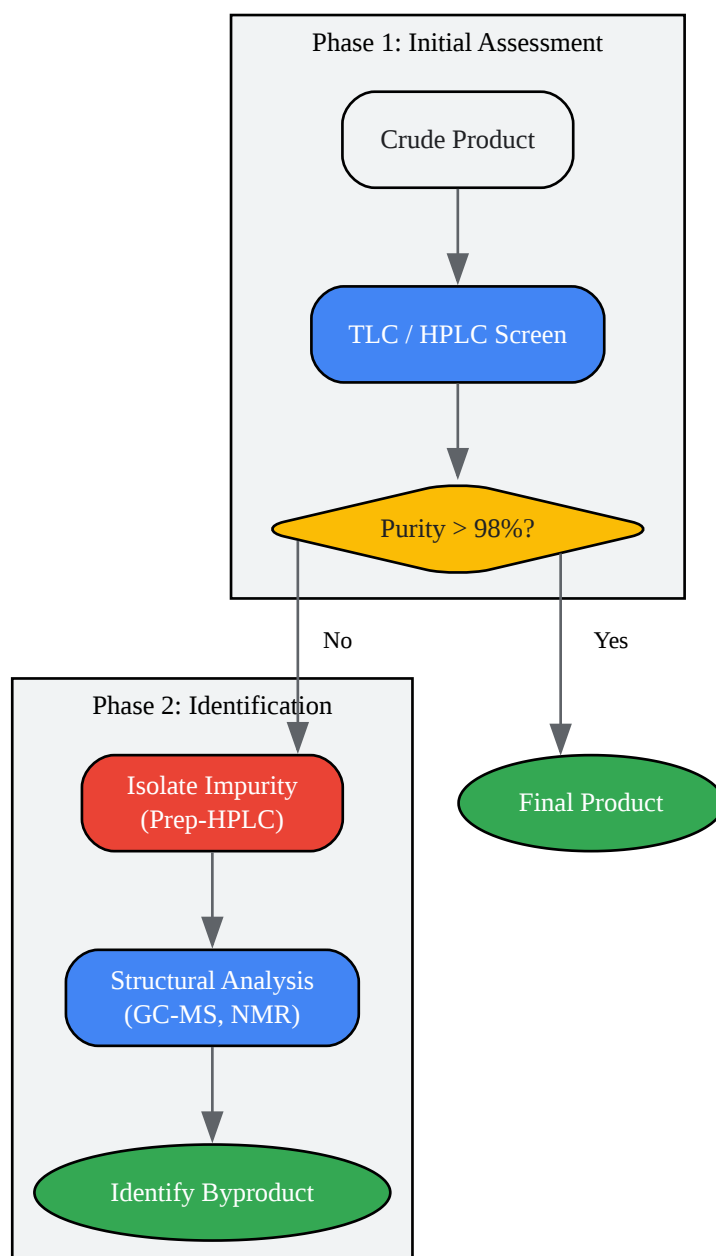 Phase 1: Initial Assessment
Crude Product
TLC / HPLC Screen
Purity > 98%?
No
Yes
Phase 2: Identification
Isolate Impurity
(Prep-HPLC)
Final Product
Structural Analysis
(GC-MS, NMR)
Identify Byproduct